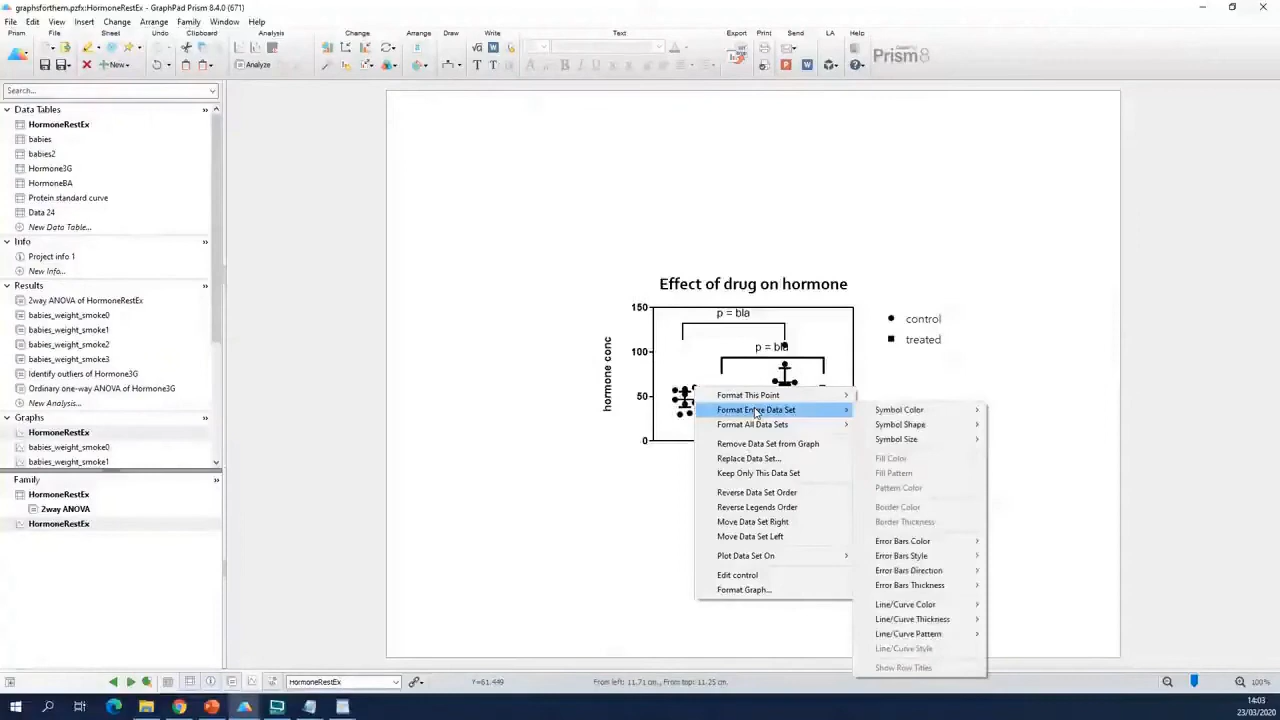 graphsforthem.pzfx:HormoneRestEx - GraphPad Prism 8.4.0 (671)
File Edit View Insert Change Arrange Family Window Help
Prism File Sheet Undo Clipboard Analysis Change Arrange Draw Write Text Export Print Send LA Help
New
Analyze
Prism 8
Search...
Data Tables
HormoneRestEx
babies
babies2
Hormone3G
HormoneBA
Protein standard curve
Data 24
New Data Table...
Info
Project info 1
New Info...
Results
2way ANOVA of HormoneRestEx
babies_weight_smoke0
babies_weight_smoke1
babies_weight_smoke2
babies_weight_smoke3
Identify outliers of Hormone3G
Ordinary one-way ANOVA of Hormone3G
New Analysis...
Graphs
HormoneRestEx
babies_weight_smoke0
babies_weight_smoke1
Family
HormoneRestEx
2way ANOVA
HormoneRestEx
Effect of drug on hormone
hormone conc
150
100
50
0
p = bla
p = bla
control
treated
Format This Point
Format Entire Data Set
Format All Data Sets
Remove Data Set from Graph
Replace Data Set...
Keep Only This Data Set
Reverse Data Set Order
Reverse Legends Order
Move Data Set Right
Move Data Set Left
Plot Data Set On
Edit control
Format Graph...
Symbol Color
Symbol Shape
Symbol Size
Fill Color
Fill Pattern
Pattern Color
Border Color
Border Thickness
Error Bars Color
Error Bars Style
Error Bars Direction
Error Bars Thickness
Line/Curve Color
Line/Curve Thickness
Line/Curve Pattern
Line/Curve Style
Show Row Titles
HormoneRestEx
Y=61.449
From left: 11.71 cm, From top: 11.25 cm.
100%
14:03
23/03/2020